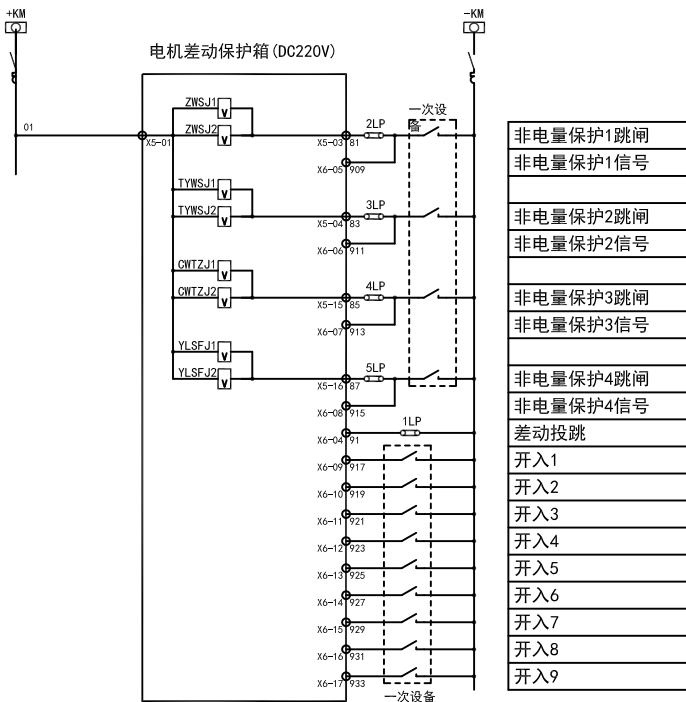 +KM
-KM
电机差动保护箱(DC220V)
01
X5-01
ZWSJ1
ZWSJ2
X5-03
81
2LP
一次设
备
X6-05
909
TYWSJ1
TYWSJ2
X5-04
83
3LP
X6-06
911
CWTZJ1
CWTZJ2
X5-15
85
4LP
X6-07
913
YLSFJ1
YLSFJ2
X5-16
87
5LP
X6-08
915
X6-04
91
1LP
X6-09
917
X6-10
919
X6-11
921
X6-12
923
X6-13
925
X6-14
927
X6-15
929
X6-16
931
X6-17
933
一次设备
非电量保护1跳闸
非电量保护1信号
非电量保护2跳闸
非电量保护2信号
非电量保护3跳闸
非电量保护3信号
非电量保护4跳闸
非电量保护4信号
差动投跳
开入1
开入2
开入3
开入4
开入5
开入6
开入7
开入8
开入9